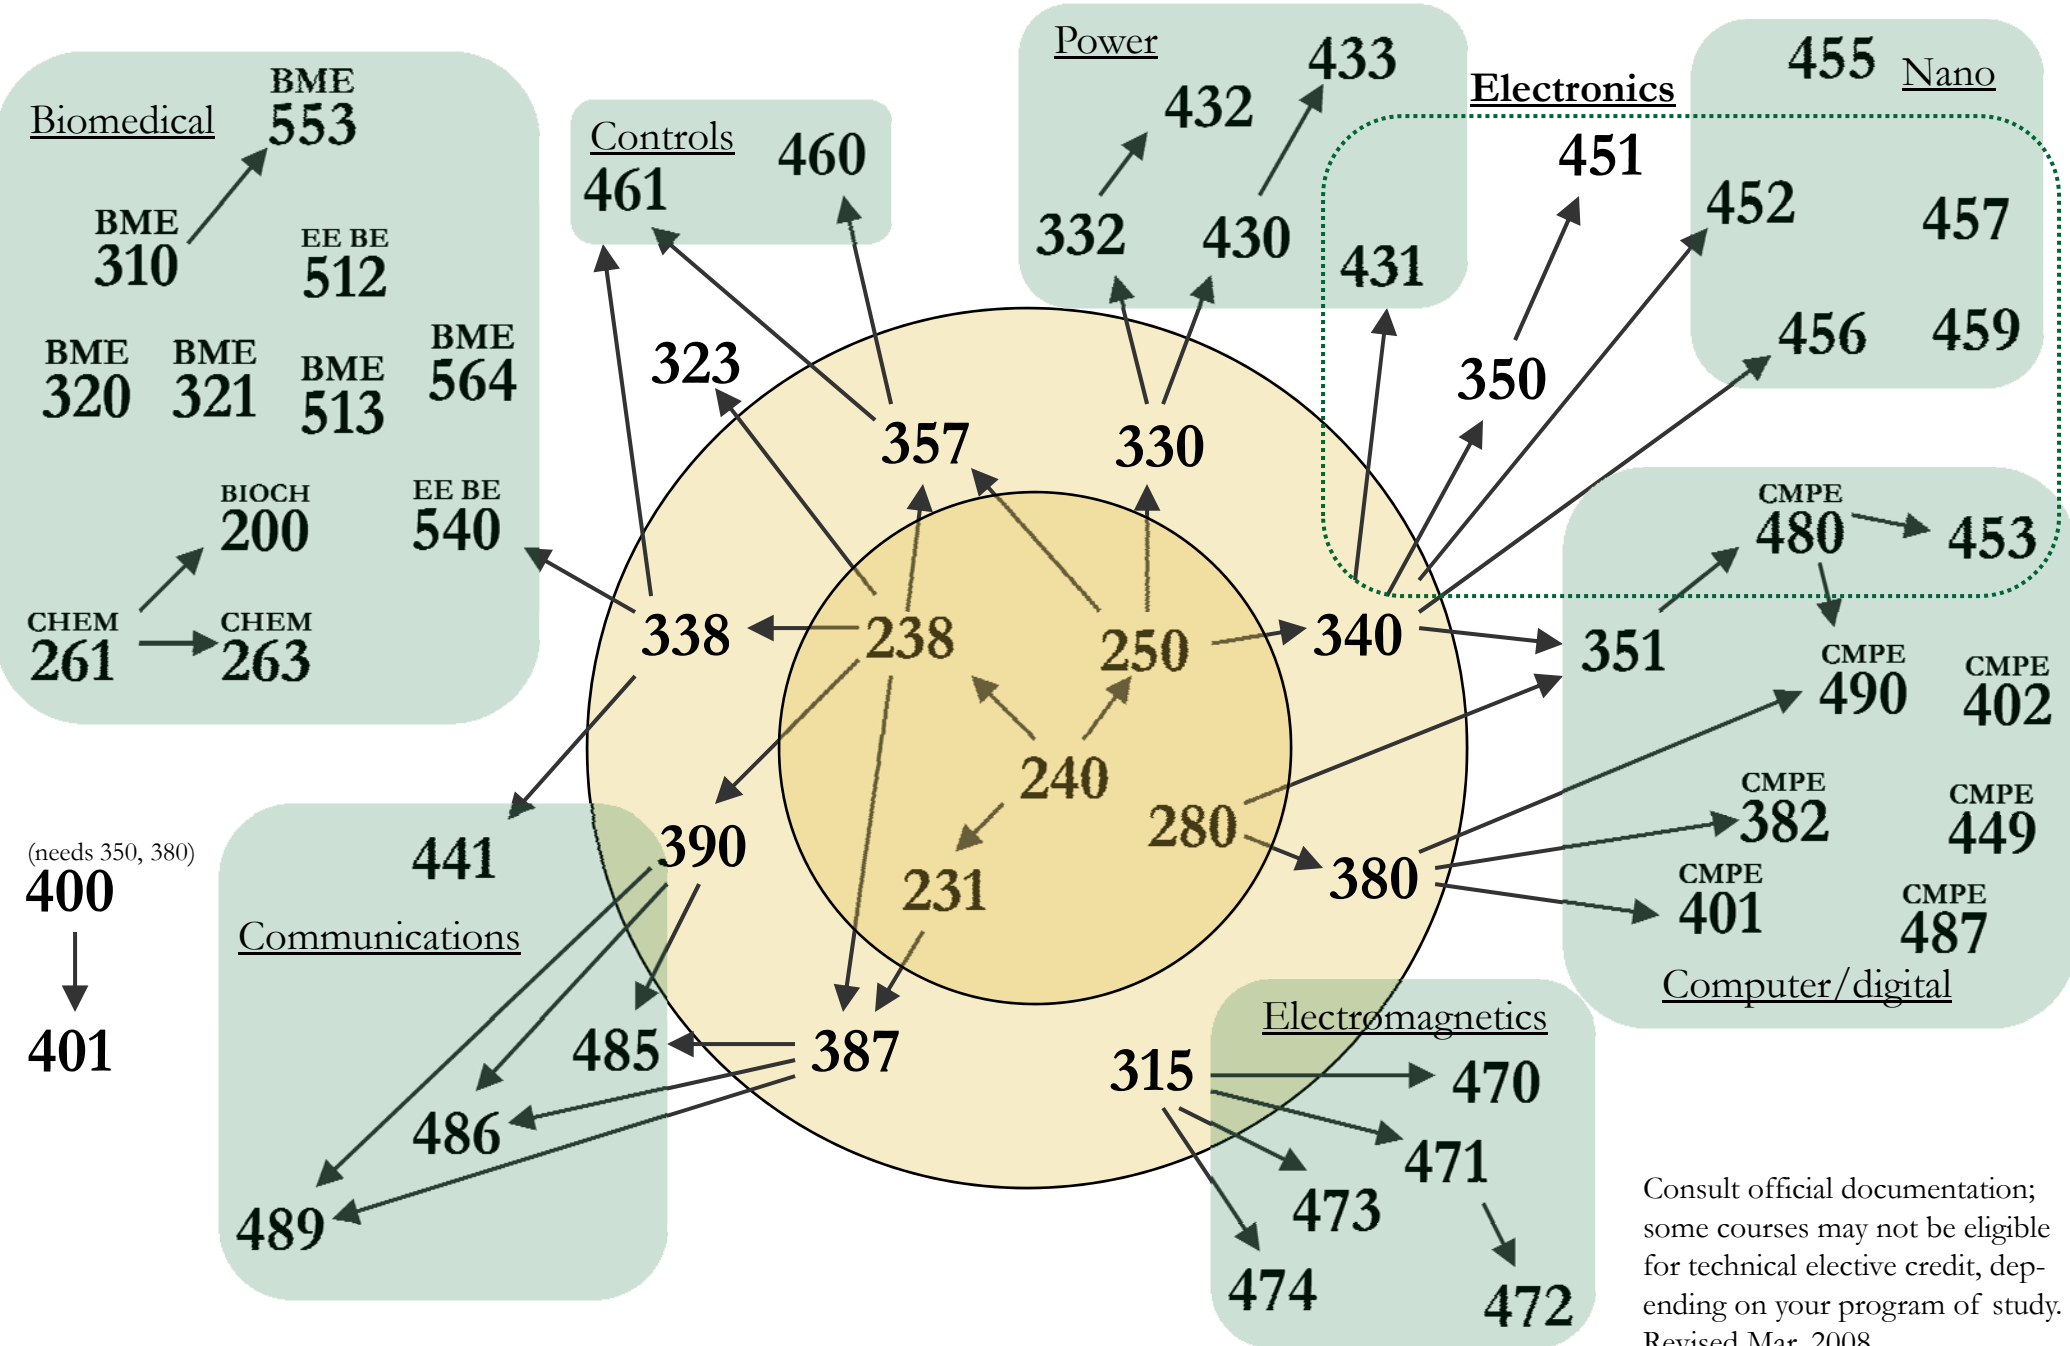 Biomedical
BME
553
BME
310
EE BE
512
BME
320
BME
321
BME
513
BME
564
BIOCH
200
EE BE
540
CHEM
261
CHEM
263
Controls
461
460
Power
432
433
332
430
431
Electronics
451
350
455
Nano
452
457
456
459
323
357
330
338
238
250
340
240
280
231
390
380
387
315
CMPE
480
453
351
CMPE
490
CMPE
402
CMPE
382
CMPE
449
CMPE
401
CMPE
487
Computer/digital
(needs 350, 380)
400
401
441
Communications
485
486
489
Electromagnetics
470
471
473
474
472
Consult official documentation;
some courses may not be eligible
for technical elective credit, dep-
ending on your program of study.
Revised Mar. 2008